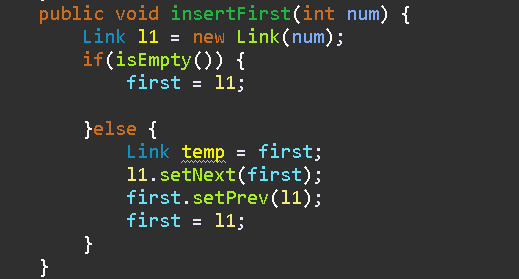 public void insertFirst(int num) {
    Link l1 = new Link(num);
    if(isEmpty()) {
        first = l1;

    }else {
        Link temp = first;
        l1.setNext(first);
        first.setPrev(l1);
        first = l1;
    }
}